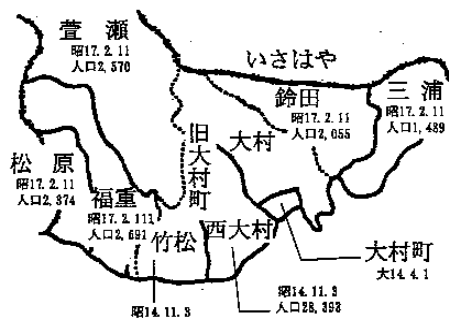 萱瀬
昭17.2.11
人口2,570
いさはや
三浦
昭17.2.11
人口1,489
鈴田
昭17.2.11
人口2,055
旧大村町
大村
松原
昭17.2.11
人口2,374
福重
昭17.2.111
人口2,691
竹松
西大村
大村町
大14.4.1
昭14.11.3
昭14.11.3
人口28,393